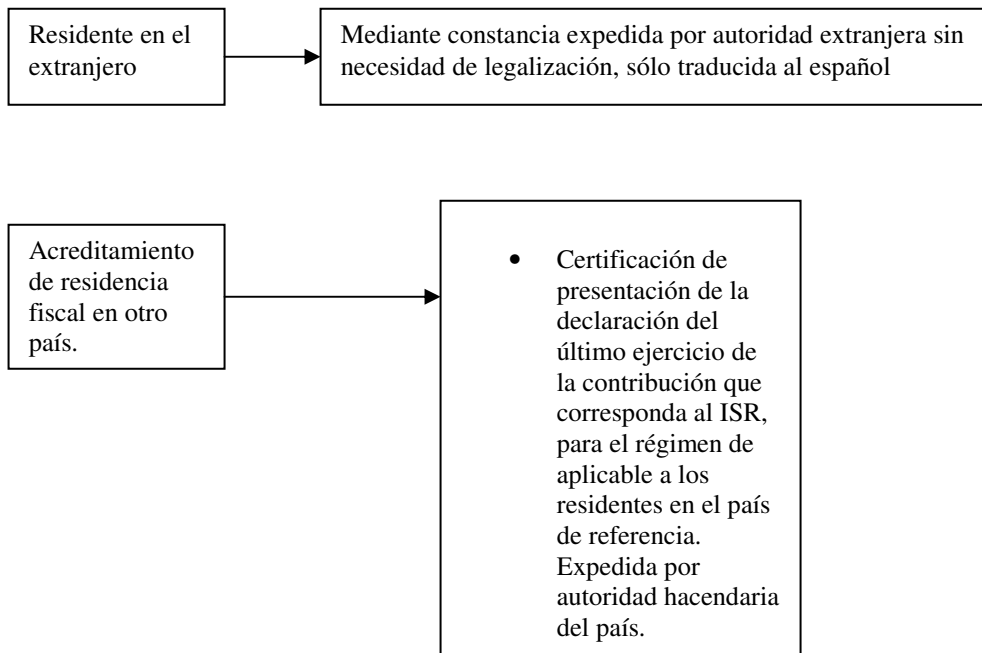 Residente en el
extranjero
Mediante constancia expedida por autoridad extranjera sin
necesidad de legalización, sólo traducida al español
Acreditamiento
de residencia
fiscal en otro
país.
• Certificación de
presentación de la
declaración del
último ejercicio de
la contribución que
corresponda al ISR,
para el régimen de
aplicable a los
residentes en el país
de referencia.
Expedida por
autoridad hacendaria
del país.